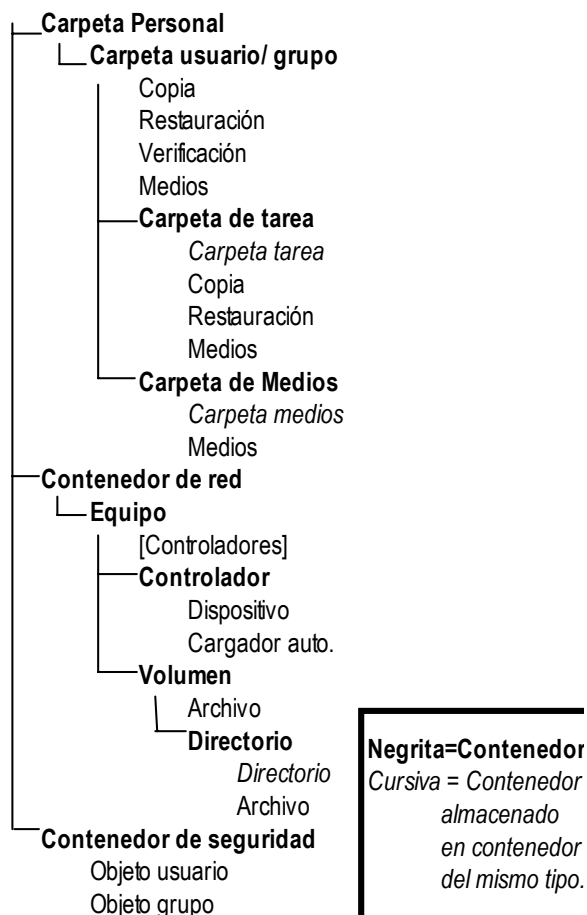 Carpeta Personal
Carpeta usuario/ grupo
Copia
Restauración
Verificación
Medios
Carpeta de tarea
Carpeta tarea
Copia
Restauración
Medios
Carpeta de Medios
Carpeta medios
Medios
Contenedor de red
Equipo
[Controladores]
Controlador
Dispositivo
Cargador auto.
Volumen
Archivo
Directorio
Directorio
Archivo
Contenedor de seguridad
Objeto usuario
Objeto grupo
Negrita=Contenedor
Cursiva = Contenedor
almacenado
en contenedor
del mismo tipo.